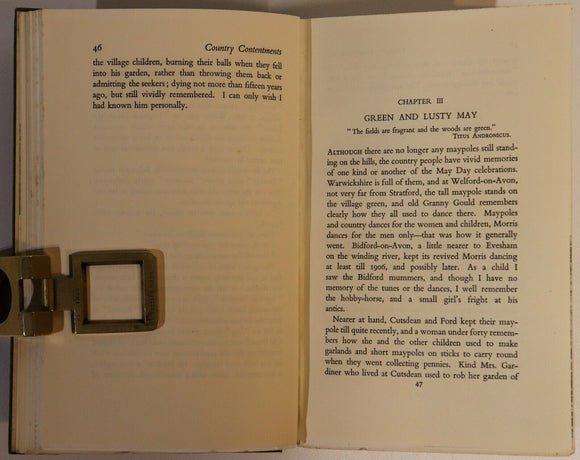 46 Country Contentments
the village children, burning their balls when they fell
into his garden, rather than throwing them back or
admitting the seekers; dying not more than fifteen years
ago, but still vividly remembered. I can only wish I
had known him personally.
CHAPTER III
GREEN AND LUSTY MAY
"The fields are fragrant and the woods are green."
TITUS ANDRONICUS.
ALTHOUGH there are no longer any maypoles still stand-
ing on the hills, the country people have vivid memories
of one kind or another of the May Day celebrations.
Warwickshire is full of them, and at Welford-on-Avon,
not very far from Stratford, the tall maypole stands on
the village green, and old Granny Gould remembers
clearly how they all used to dance there. Maypoles
and country dances for the women and children, Morris
dances for the men only—that was how it generally
went. Bidford-on-Avon, a little nearer to Evesham
on the winding river, kept its revived Morris dancing
at least till 1906, and possibly later. As a child I
saw the Bidford mummers, and though I have no
memory of the tunes or the dances, I well remember
the hobby-horse, and a small girl's fright at his
antics.
Nearer at hand, Cutsdean and Ford kept their may-
pole till quite recently, and a woman under forty remem-
bers how she and the other children used to make
garlands and short maypoles on sticks to carry round
when they went collecting pennies. Kind Mrs. Gar-
diner who lived at Cutsdean used to rob her garden of
47